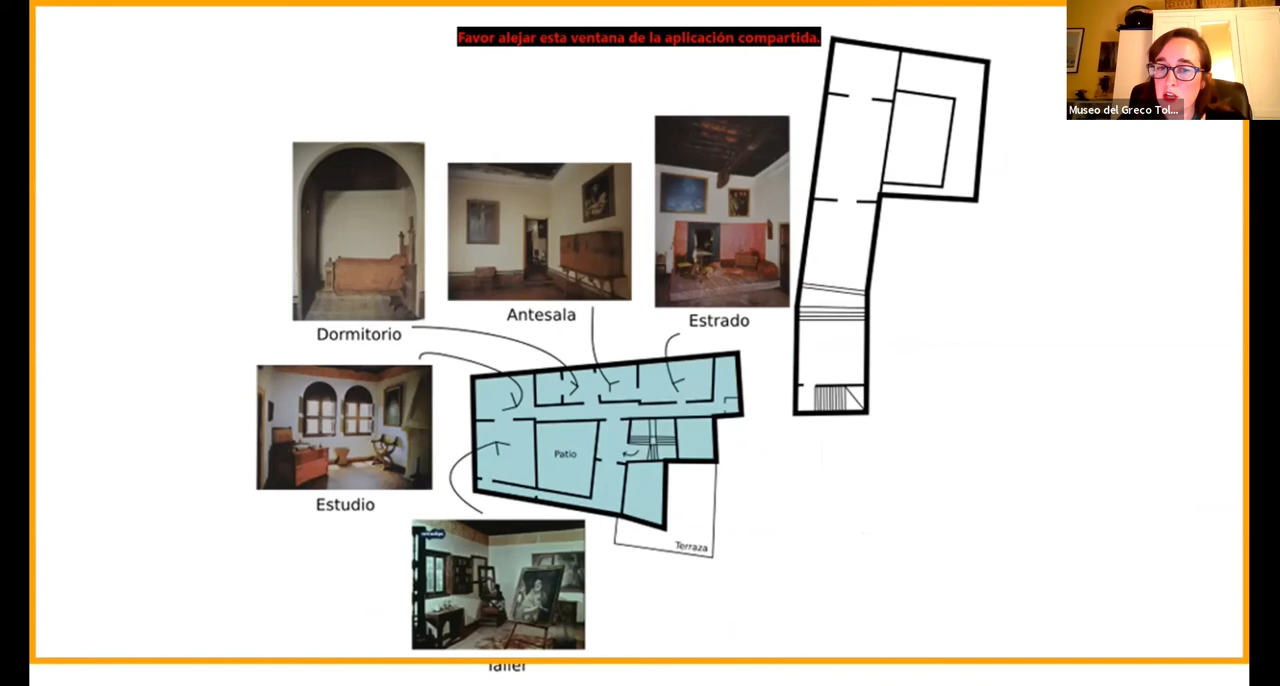 Favor alejar esta ventana de la aplicación compartida.
Museo del Greco Tol...
Dormitorio
Antesala
Estrado
Estudio
Patio
Terraza
Taller